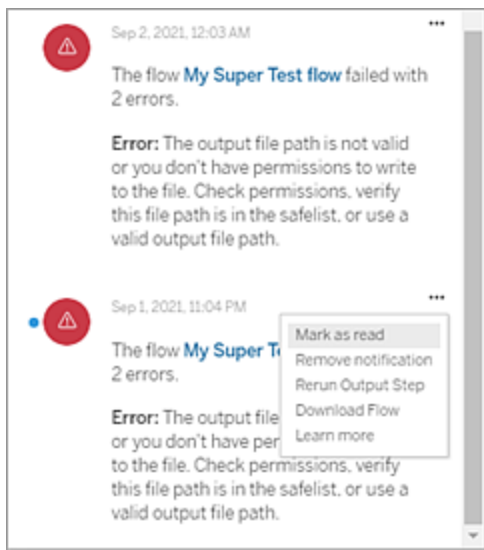 Sep 2, 2021, 12:03 AM
The flow My Super Test flow failed with
2 errors.
Error: The output file path is not valid
or you don't have permissions to write
to the file. Check permissions, verify
this file path is in the safelist, or use a
valid output file path.
Sep 1, 2021, 11:04 PM
The flow My Super
2 errors.
Error: The output file
or you don't have
to the file. Check permissions, verify
this file path is in the safelist, or use a
valid output file path.
Mark as read
Remove notification
Rerun Output Step
Download Flow
Learn more